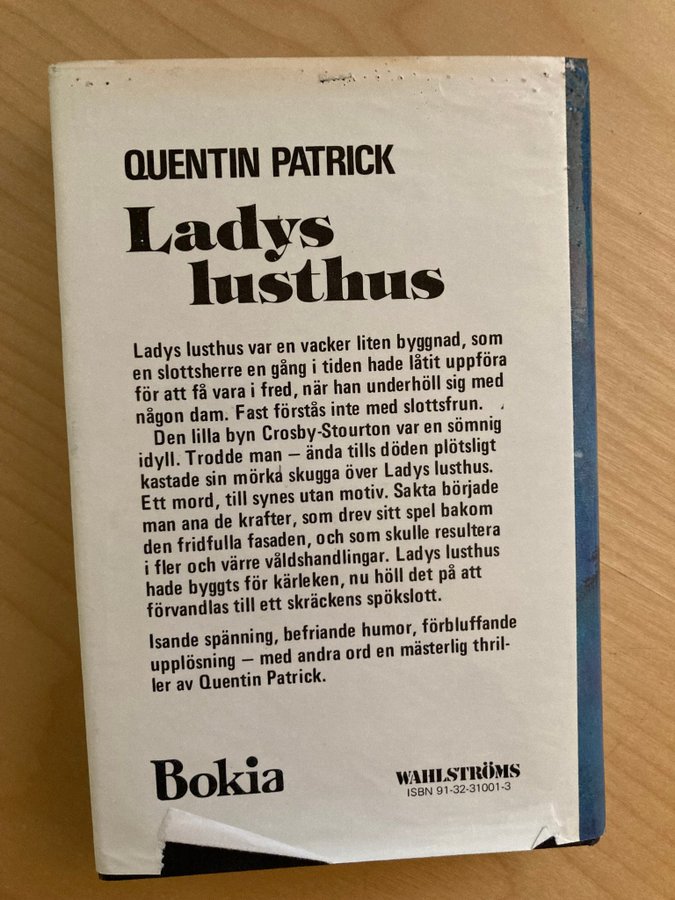 QUENTIN PATRICK
Ladys
lusthus
Ladys lusthus var en vacker liten byggnad, som
en slottsherre en gång i tiden hade låtit uppföra
för att få vara i fred, när han underhöll sig med
någon dam. Fast förstås inte med slottsfrun.
Den lilla byn Crosby-Stourton var en sömnig
idyll. Trodde man – ända tills döden plötsligt
kastade sin mörka skugga över Ladys lusthus.
Ett mord, till synes utan motiv. Sakta började
man ana de krafter, som drev sitt spel bakom
den fridfulla fasaden, och som skulle resultera
i fler och värre våldshandlingar. Ladys lusthus
hade byggts för kärleken, nu höll det på att
förvandlas till ett skräckens spökslott.
Isande spänning, befriande humor, förbluffande
upplösning – med andra ord en mästerlig thril-
ler av Quentin Patrick.
Bokia
WAHLSTRÖMS
ISBN 91-32-31001-3